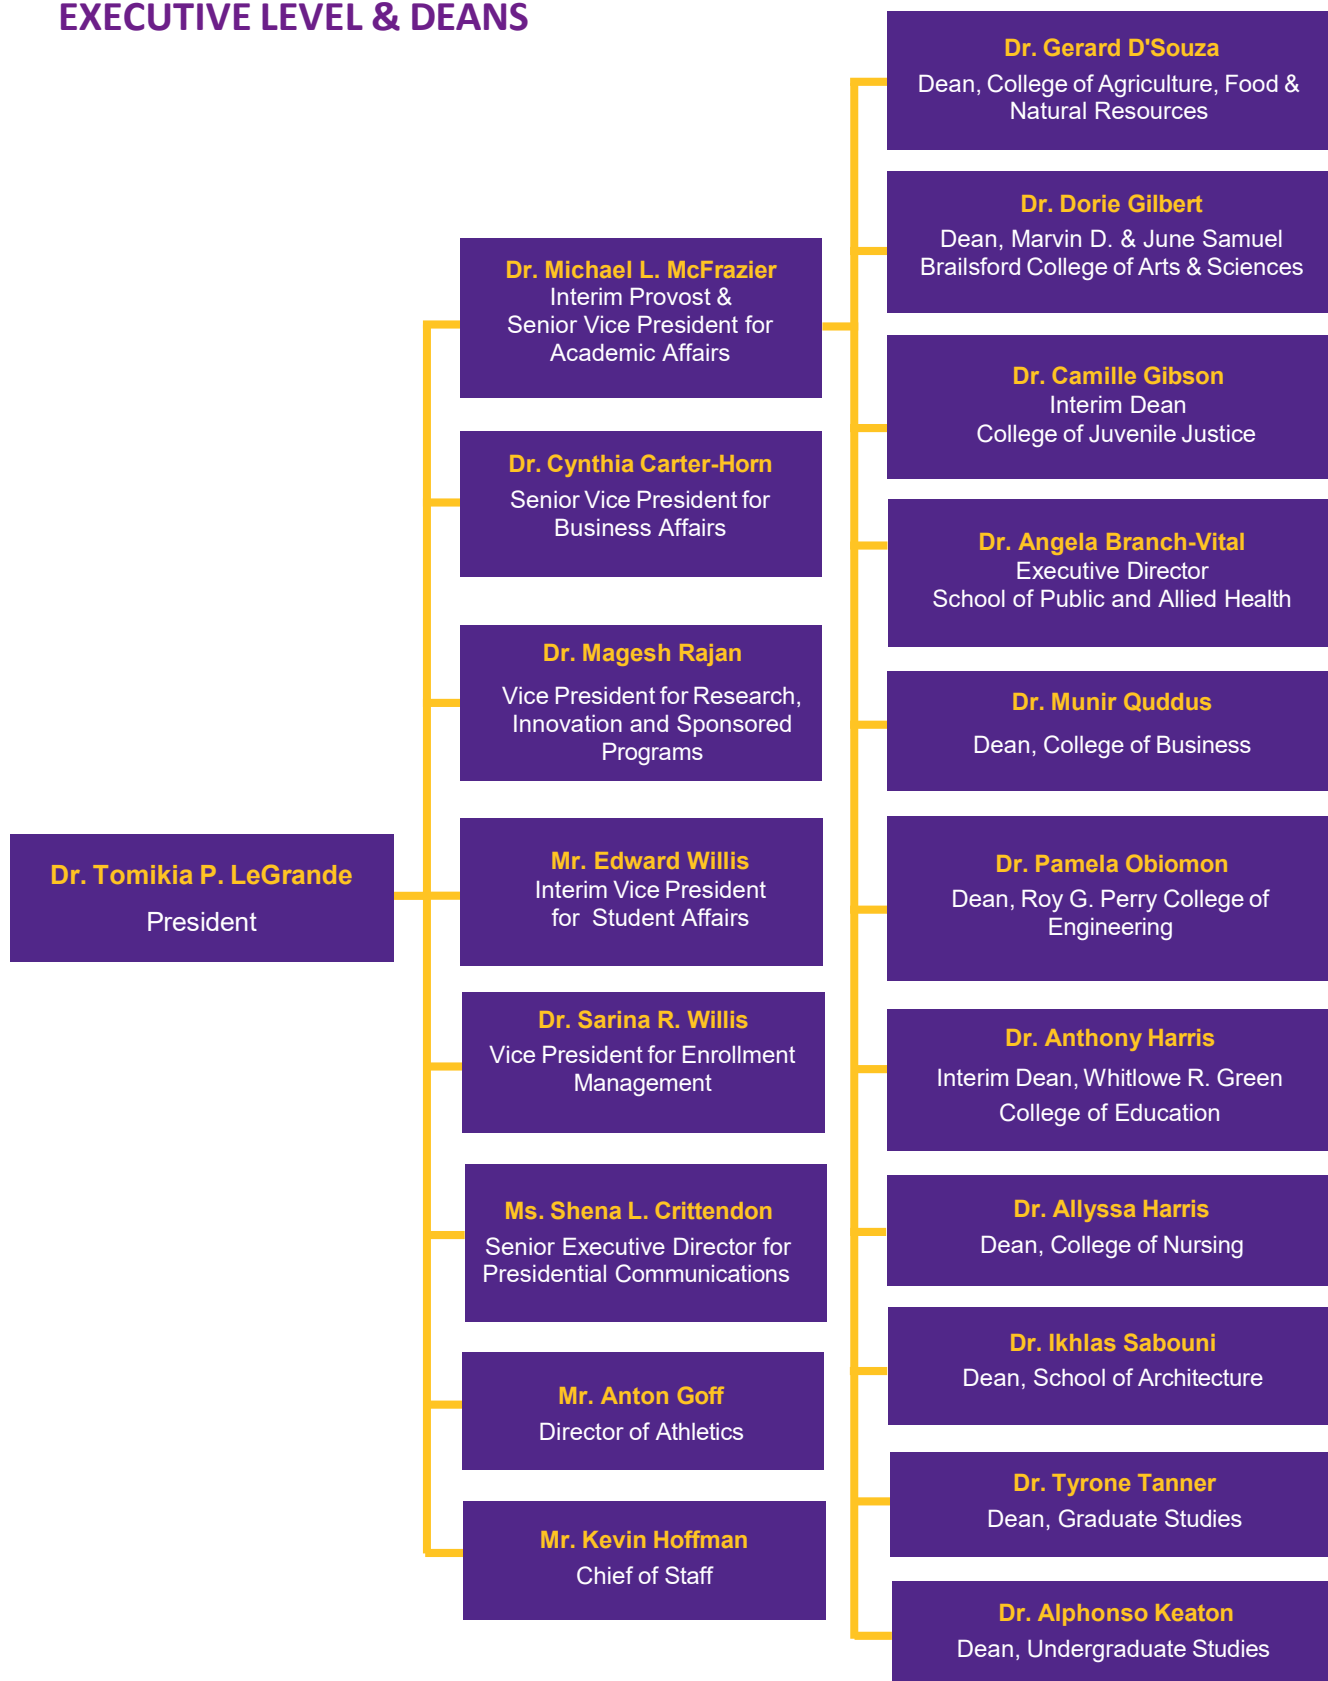 EXECUTIVE LEVEL & DEANS
Dr. Tomikia P. LeGrande
President
Dr. Michael L. McFrazier
Interim Provost &
Senior Vice President for
Academic Affairs
Dr. Cynthia Carter-Horn
Senior Vice President for
Business Affairs
Dr. Magesh Rajan
Vice President for Research,
Innovation and Sponsored
Programs
Mr. Edward Willis
Interim Vice President
for Student Affairs
Dr. Sarina R. Willis
Vice President for Enrollment
Management
Ms. Shena L. Crittendon
Senior Executive Director for
Presidential Communications
Mr. Anton Goff
Director of Athletics
Mr. Kevin Hoffman
Chief of Staff
Dr. Gerard D'Souza
Dean, College of Agriculture, Food &
Natural Resources
Dr. Dorie Gilbert
Dean, Marvin D. & June Samuel
Brailsford College of Arts & Sciences
Dr. Camille Gibson
Interim Dean
College of Juvenile Justice
Dr. Angela Branch-Vital
Executive Director
School of Public and Allied Health
Dr. Munir Quddus
Dean, College of Business
Dr. Pamela Obiomon
Dean, Roy G. Perry College of
Engineering
Dr. Anthony Harris
Interim Dean, Whitlowe R. Green
College of Education
Dr. Allyssa Harris
Dean, College of Nursing
Dr. Ikhlas Sabouni
Dean, School of Architecture
Dr. Tyrone Tanner
Dean, Graduate Studies
Dr. Alphonso Keaton
Dean, Undergraduate Studies